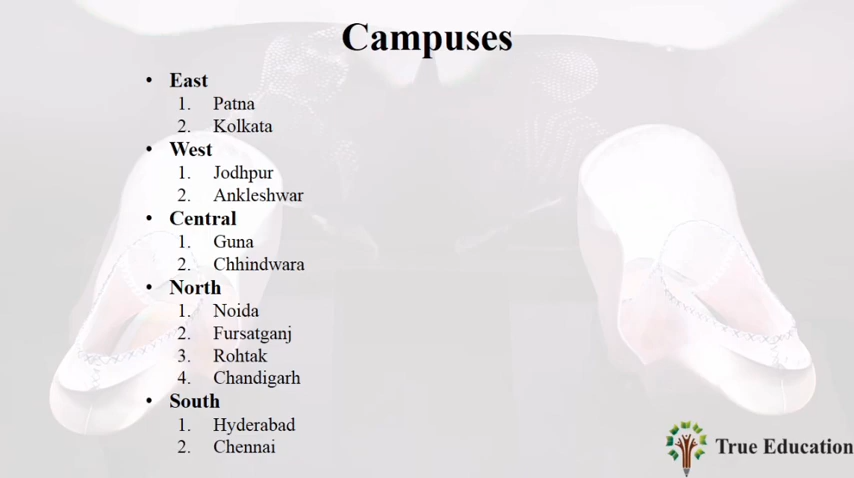 Campuses
• East
1. Patna
2. Kolkata
• West
1. Jodhpur
2. Ankleshwar
• Central
1. Guna
2. Chhindwara
• North
1. Noida
2. Fursatganj
3. Rohtak
4. Chandigarh
• South
1. Hyderabad
2. Chennai
True Education